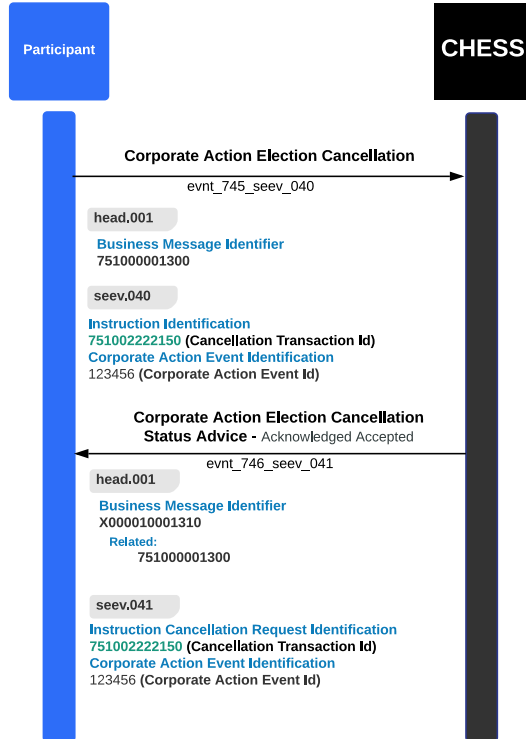 Participant
CHESS
Corporate Action Election Cancellation
evnt_745_seev_040
head.001
Business Message Identifier
751000001300
seev.040
Instruction Identification
751002222150 (Cancellation Transaction Id)
Corporate Action Event Identification
123456 (Corporate Action Event Id)
Corporate Action Election Cancellation
Status Advice - Acknowledged Accepted
evnt_746_seev_041
head.001
Business Message Identifier
X000010001310
Related:
751000001300
seev.041
Instruction Cancellation Request Identification
751002222150 (Cancellation Transaction Id)
Corporate Action Event Identification
123456 (Corporate Action Event Id)